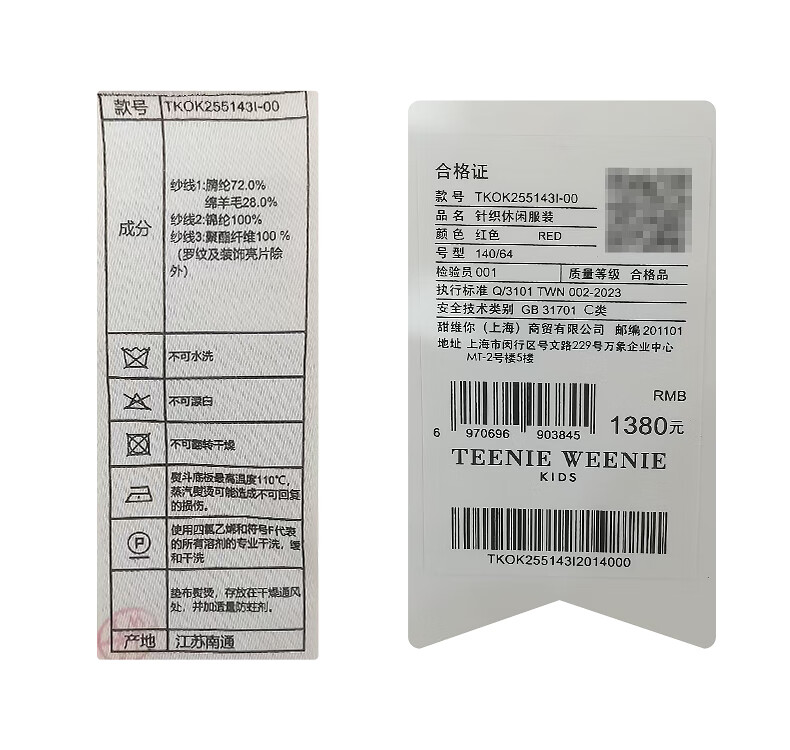 款号 TKOK255143I-00
成分
纱线1:腈纶72.0%
绵羊毛28.0%
纱线2:锦纶100%
纱线3:聚酯纤维100 %
(罗纹及装饰亮片除
外)
不可水洗
不可漂白
不可翻转干燥
熨斗底板最高温度110℃,
蒸汽熨烫可能造成不可回复
的损伤。
P
使用四氯乙烯和符号F代表
的所有溶剂的专业干洗,缓
和干洗
垫布熨烫,存放在干燥通风
处,并加适量防蛀剂。
产地 江苏南通
合格证
款号 TKOK255143I-00
品名 针织休闲服装
颜色 红色 RED
号型 140/64
检验员 001 质量等级 合格品
执行标准 Q/3101 TWN 002-2023
安全技术类别 GB 31701 C类
甜维你(上海)商贸有限公司 邮编 201101
地址 上海市闵行区号文路229号万象企业中心
MT-2号楼5楼
RMB
1380元
6 970696 903845
TEENIE WEENIE
KIDS
TKOK255143I2014000